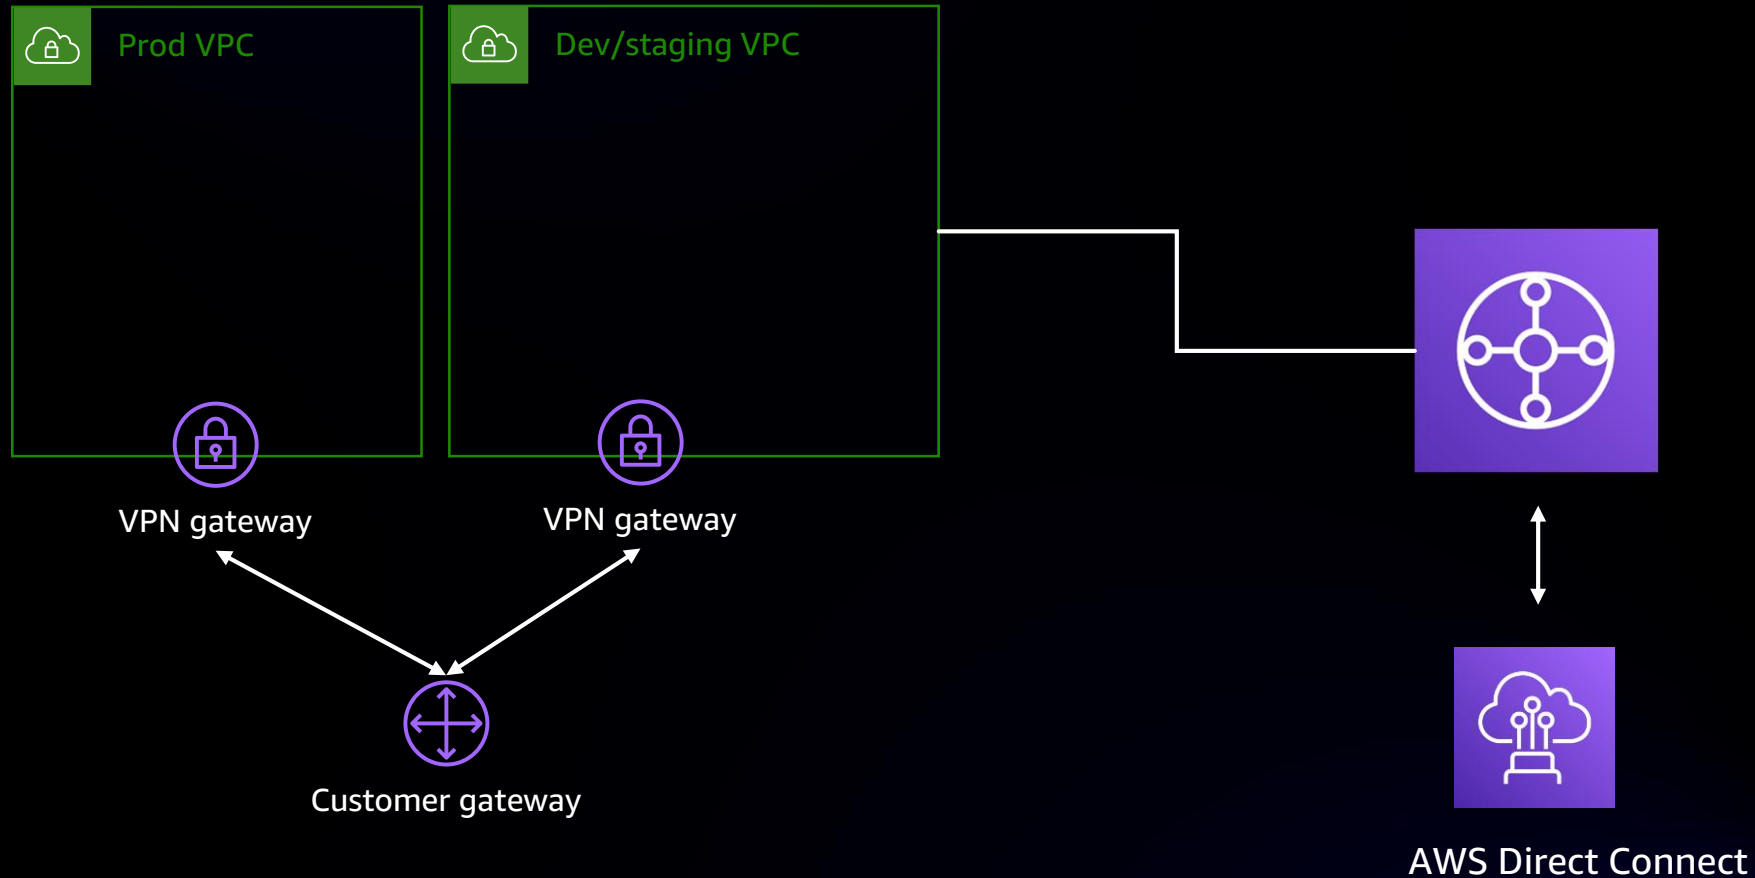 Prod VPC
Dev/staging VPC
VPN gateway
VPN gateway
Customer gateway
AWS Direct Connect